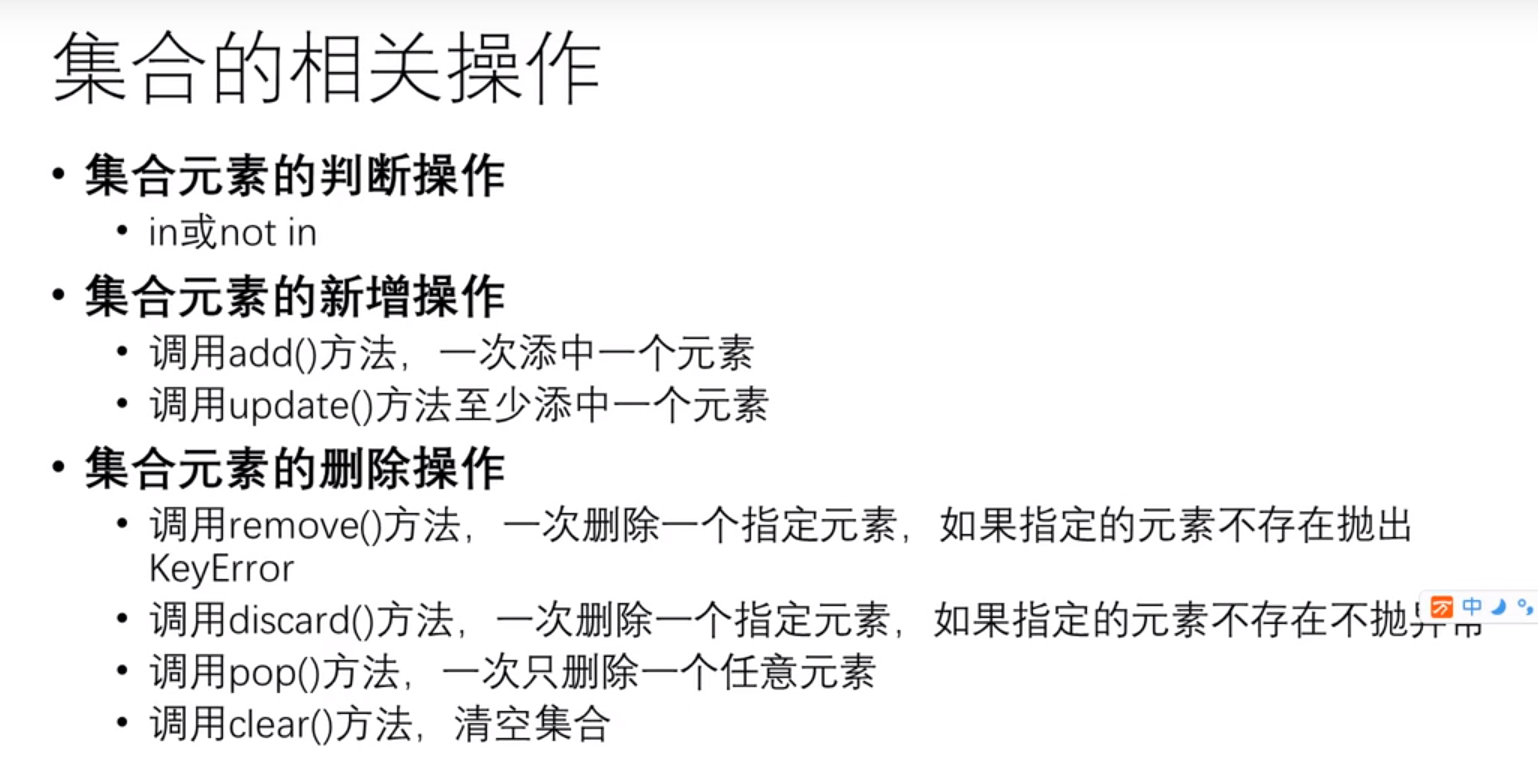 集合的相关操作
• 集合元素的判断操作
• in或not in
• 集合元素的新增操作
• 调用add()方法，一次添中一个元素
• 调用update()方法至少添中一个元素
• 集合元素的删除操作
• 调用remove()方法，一次删除一个指定元素，如果指定的元素不存在抛出
KeyError
• 调用discard()方法，一次删除一个指定元素，如果指定的元素不存在不抛
中
• 调用pop()方法，一次只删除一个任意元素
• 调用clear()方法，清空集合